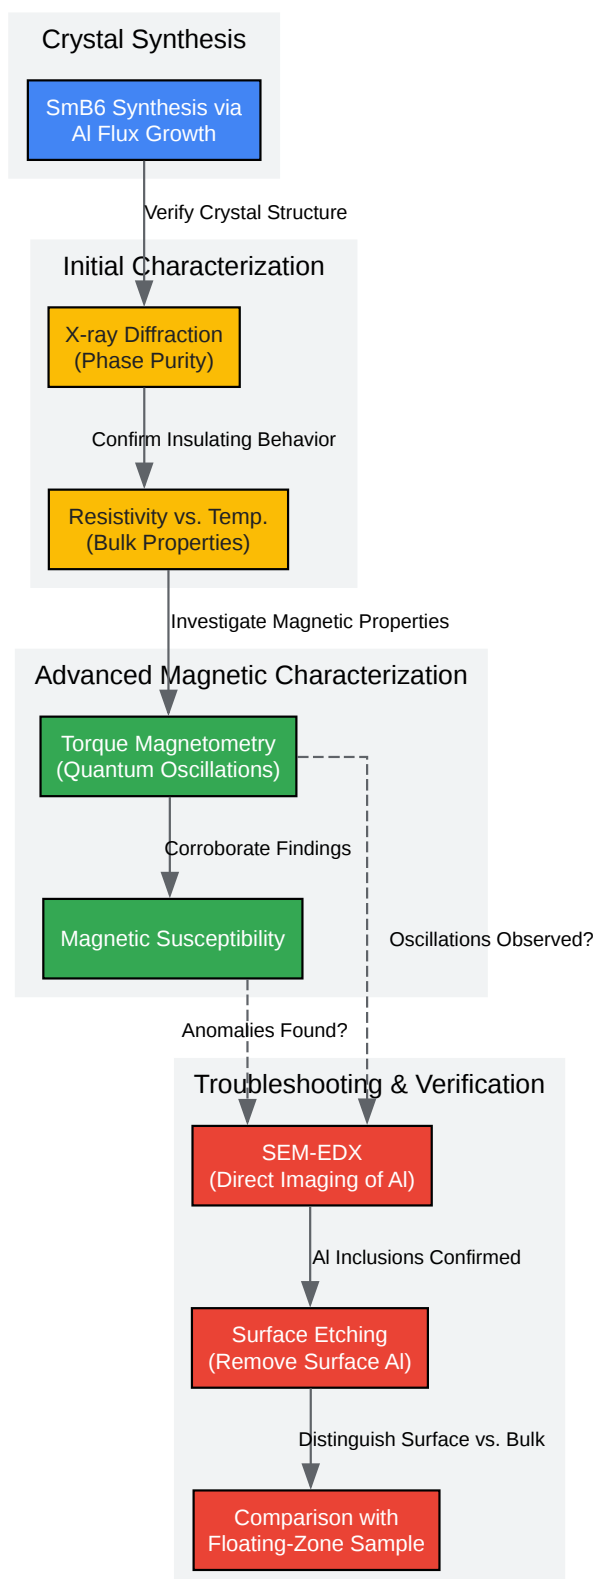 Crystal Synthesis
SmB6 Synthesis via
Al Flux Growth
Verify Crystal Structure
Initial Characterization
X-ray Diffraction
(Phase Purity)
Confirm Insulating Behavior
Resistivity vs. Temp.
(Bulk Properties)
Investigate Magnetic Properties
Advanced Magnetic Characterization
Torque Magnetometry
(Quantum Oscillations)
Corroborate Findings
Magnetic Susceptibility
Oscillations Observed?
Anomalies Found?
Troubleshooting & Verification
SEM-EDX
(Direct Imaging of Al)
Al Inclusions Confirmed
Surface Etching
(Remove Surface Al)
Distinguish Surface vs. Bulk
Comparison with
Floating-Zone Sample